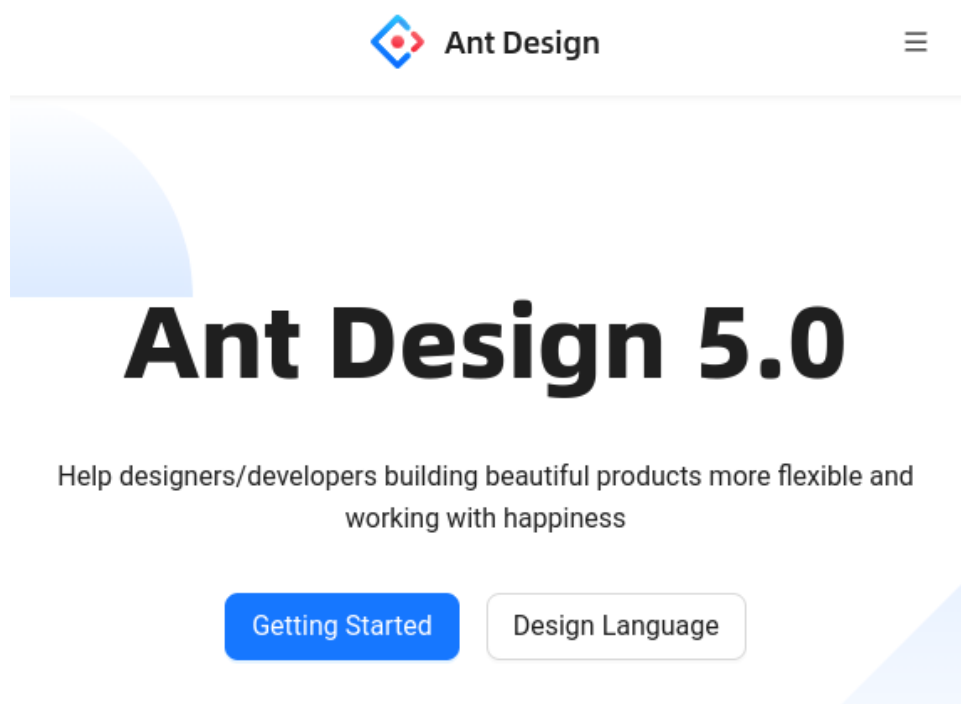 Ant Design
Ant Design 5.0
Help designers/developers building beautiful products more flexible and
working with happiness
Getting Started
Design Language